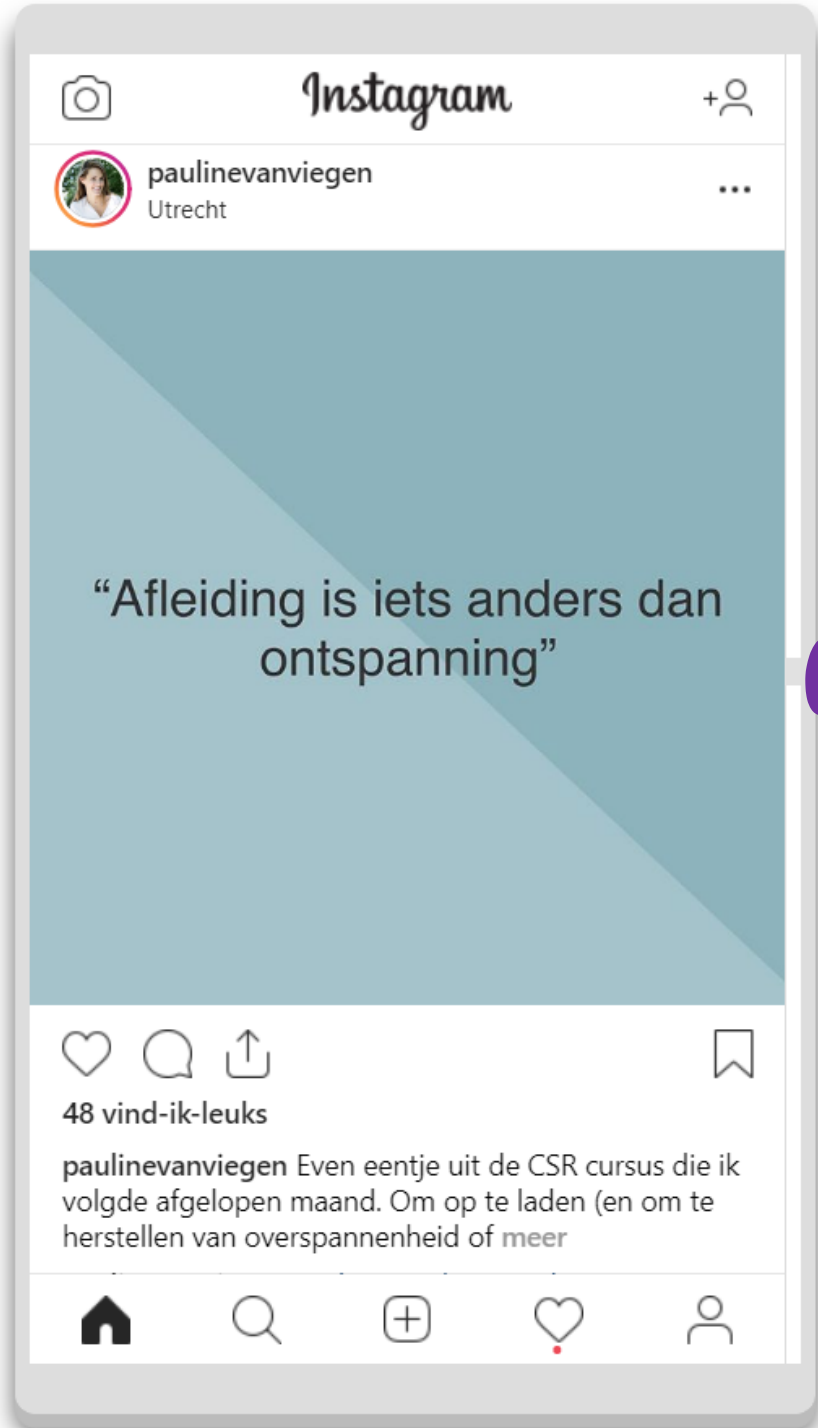 Instagram
paulinevanviegen
Utrecht
“Afleiding is iets anders dan
ontspanning”
48 vind-ik-leuks
paulinevanviegen Even eentje uit de CSR cursus die ik
volgde afgelopen maand. Om op te laden (en om te
herstellen van overspannenheid of meer